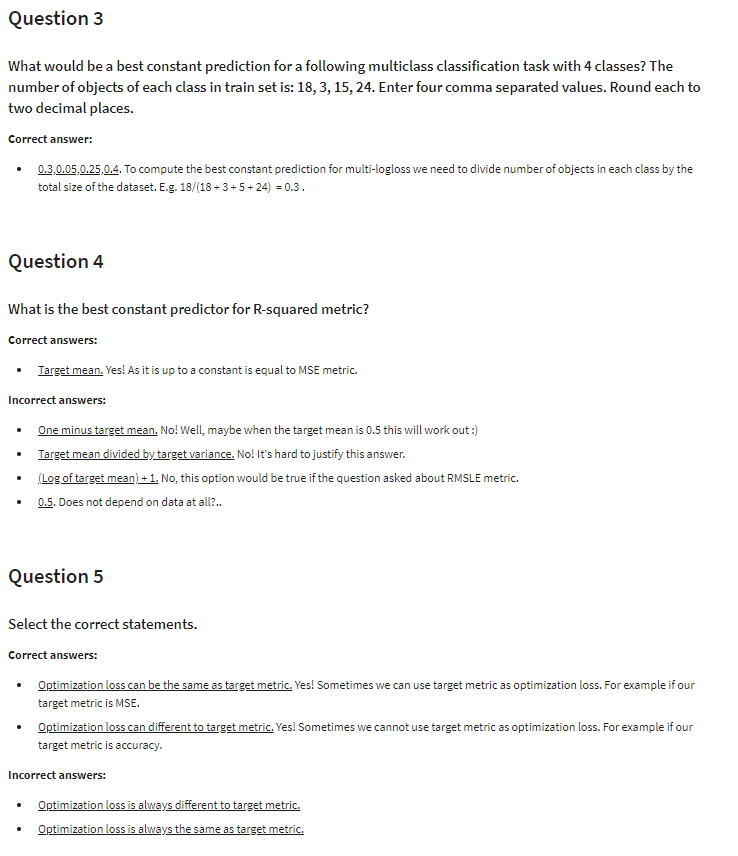 Question 3
What would be a best constant prediction for a following multiclass classification task with 4 classes? The
number of objects of each class in train set is: 18, 3, 15, 24. Enter four comma separated values. Round each to
two decimal places.
Correct answer:
• 0.3,0.05,0.25,0.4. To compute the best constant prediction for multi-logloss we need to divide number of objects in each class by the
total size of the dataset. E.g. 18/(18 + 3 + 5 + 24) = 0.3 .
Question 4
What is the best constant predictor for R-squared metric?
Correct answers:
• Target mean. Yes! As it is up to a constant is equal to MSE metric.
Incorrect answers:
• One minus target mean. No! Well, maybe when the target mean is 0.5 this will work out :)
• Target mean divided by target variance. No! It's hard to justify this answer.
• (Log of target mean) + 1. No, this option would be true if the question asked about RMSLE metric.
• 0.5. Does not depend on data at all?..
Question 5
Select the correct statements.
Correct answers:
• Optimization loss can be the same as target metric. Yes! Sometimes we can use target metric as optimization loss. For example if our
target metric is MSE.
• Optimization loss can different to target metric. Yes! Sometimes we cannot use target metric as optimization loss. For example if our
target metric is accuracy.
Incorrect answers:
• Optimization loss is always different to target metric.
• Optimization loss is always the same as target metric.